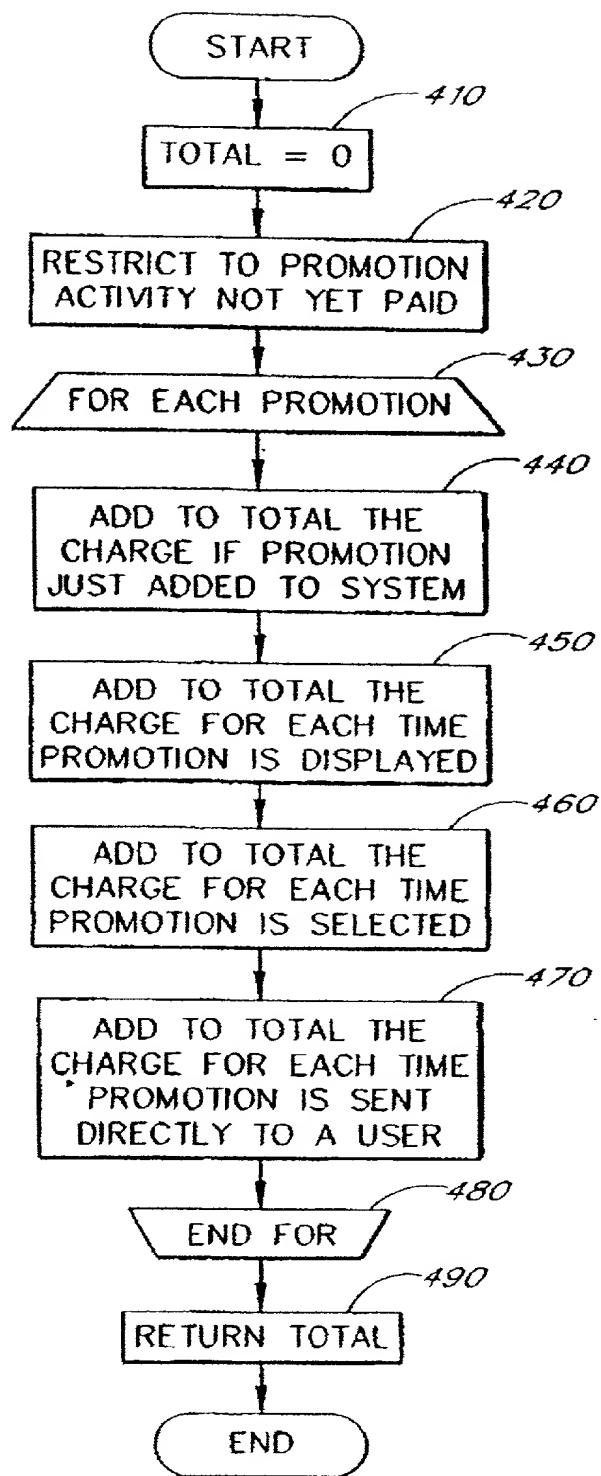 START
410
TOTAL = 0
420
RESTRICT TO PROMOTION
ACTIVITY NOT YET PAID
430
FOR EACH PROMOTION
440
ADD TO TOTAL THE
CHARGE IF PROMOTION
JUST ADDED TO SYSTEM
450
ADD TO TOTAL THE
CHARGE FOR EACH TIME
PROMOTION IS DISPLAYED
460
ADD TO TOTAL THE
CHARGE FOR EACH TIME
PROMOTION IS SELECTED
470
ADD TO TOTAL THE
CHARGE FOR EACH TIME
PROMOTION IS SENT
DIRECTLY TO A USER
480
END FOR
490
RETURN TOTAL
END